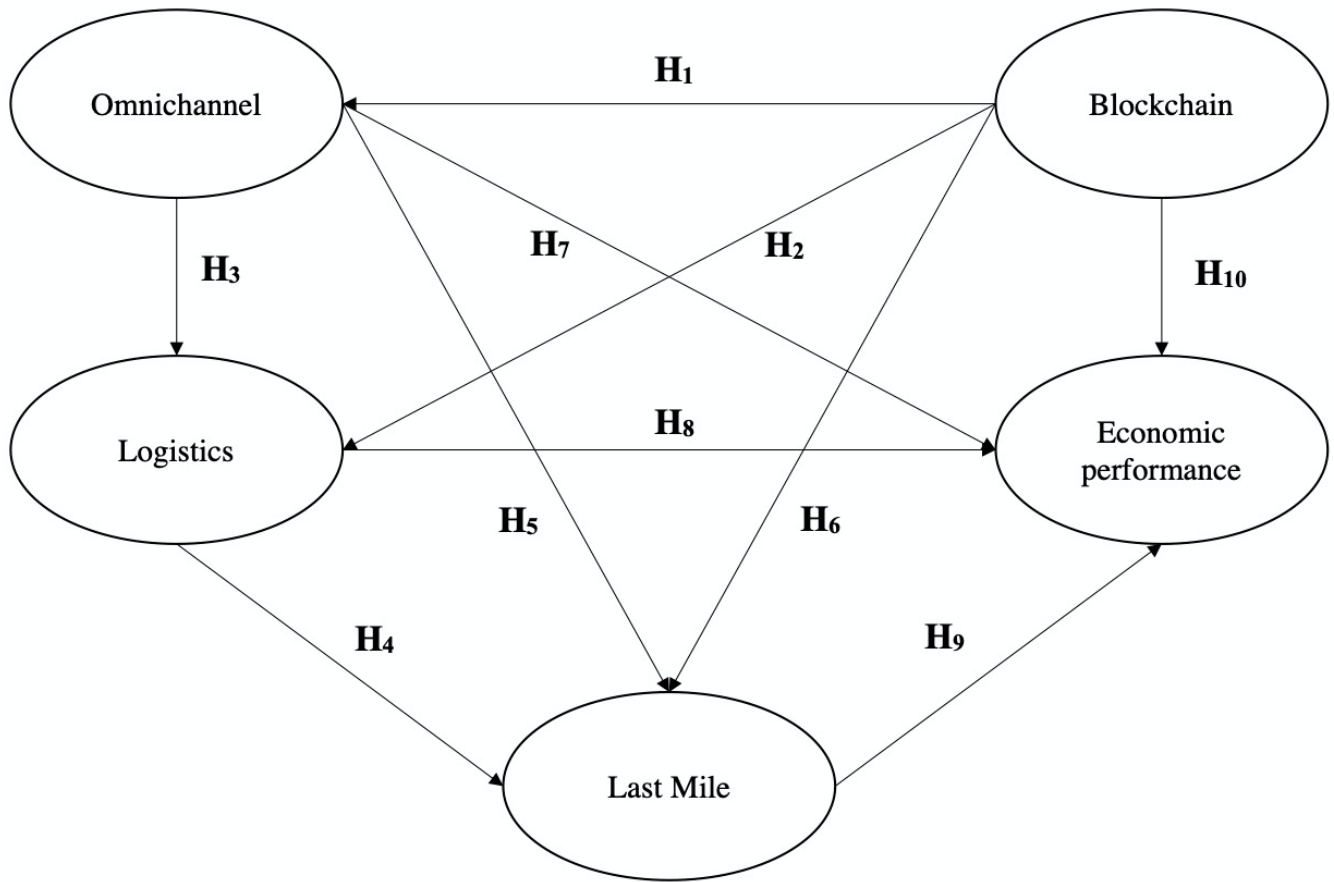 H₁
Omnichannel
Blockchain
H₇
H₂
H₃
H₁₀
H₈
Logistics
Economic
performance
H₅
H₆
H₄
H₉
Last Mile